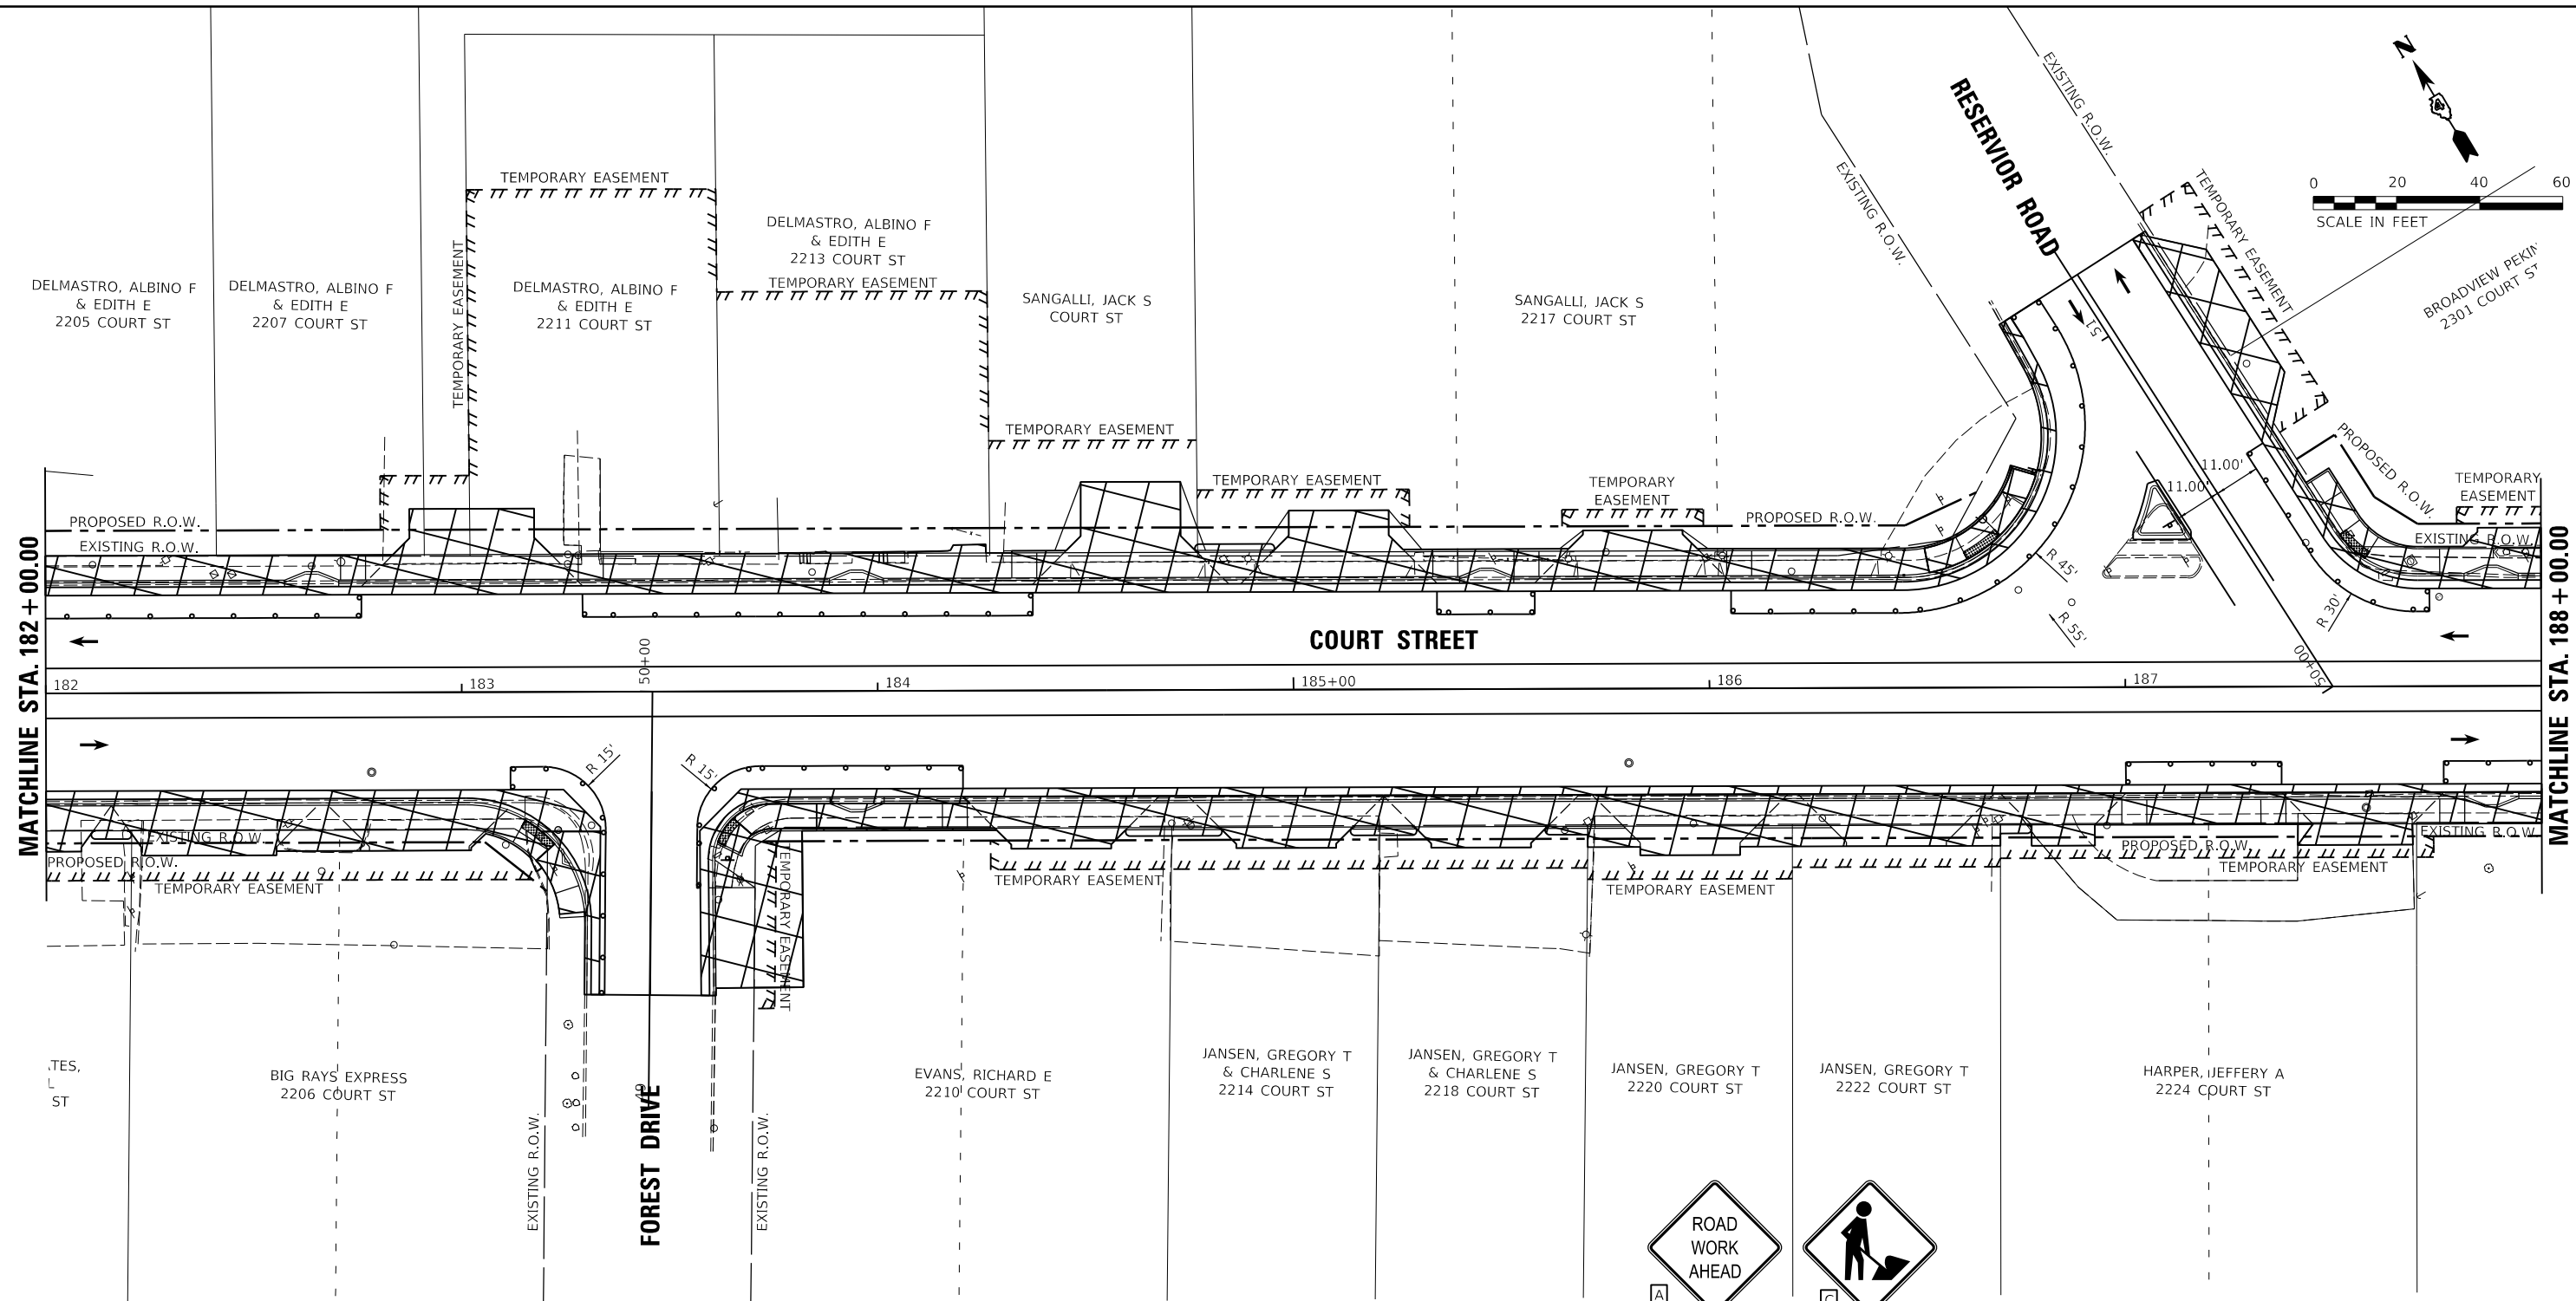 EXISTING R.O.W.
N
RESERVIOR ROAD
0 20 40 60
SCALE IN FEET
TEMPORARY EASEMENT
EXISTING R.O.W.
TEMPORARY EASEMENT
BROADVIEW PEKIN
2301 COURT ST
DELMASTRO, ALBINO F
& EDITH E
2205 COURT ST
DELMASTRO, ALBINO F
& EDITH E
2207 COURT ST
TEMPORARY EASEMENT
DELMASTRO, ALBINO F
& EDITH E
2211 COURT ST
DELMASTRO, ALBINO F
& EDITH E
2213 COURT ST
TEMPORARY EASEMENT
SANGALLI, JACK S
COURT ST
SANGALLI, JACK S
2217 COURT ST
51
TEMPORARY EASEMENT
TEMPORARY EASEMENT
TEMPORARY
EASEMENT
11.00'
11.00'
PROPOSED R.O.W.
TEMPORARY
EASEMENT
PROPOSED R.O.W.
EXISTING R.O.W.
PROPOSED R.O.W.
EXISTING R.O.W.
R 45'
R 55'
R 30'
MATCHLINE STA. 182+00.00
COURT STREET
MATCHLINE STA. 188+00.00
182
183
50+00
184
185+00
186
187
50+00
R 15'
R 15'
EXISTING R.O.W.
PROPOSED R.O.W.
TEMPORARY EASEMENT
TEMPORARY EASEMENT
TEMPORARY EASEMENT
TEMPORARY EASEMENT
PROPOSED R.O.W.
TEMPORARY EASEMENT
EXISTING R.O.W.
ATES,
L
ST
BIG RAYS EXPRESS
2206 COURT ST
EXISTING R.O.W.
49
FOREST DRIVE
EXISTING R.O.W.
EVANS, RICHARD E
2210 COURT ST
JANSEN, GREGORY T
& CHARLENE S
2214 COURT ST
JANSEN, GREGORY T
& CHARLENE S
2218 COURT ST
JANSEN, GREGORY T
2220 COURT ST
JANSEN, GREGORY T
2222 COURT ST
HARPER, JEFFERY A
2224 COURT ST
ROAD
WORK
AHEAD
A
C